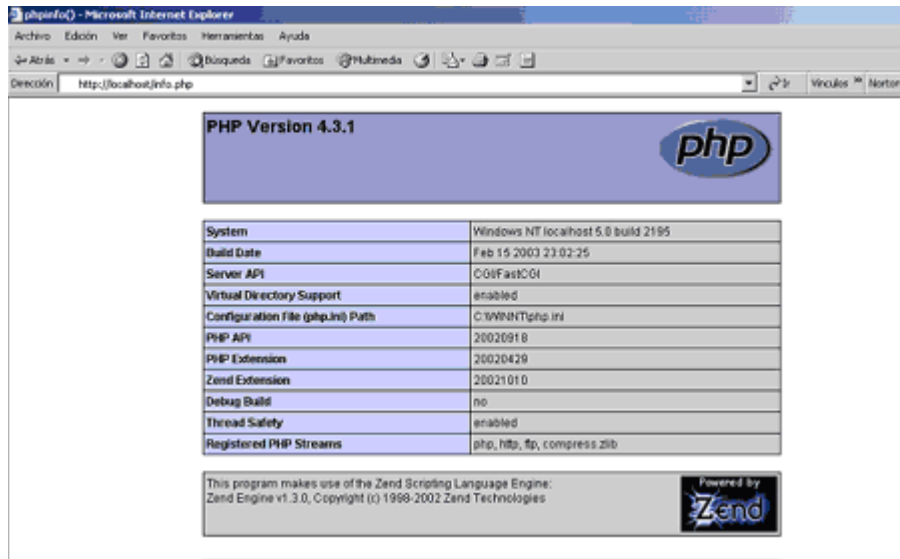 phpinfo() - Microsoft Internet Explorer
Archivo Edición Ver Favoritos Herramientas Ayuda
Atrás Búsqueda Favoritos Multimedia
Dirección http://localhost/info.php Ir Vínculos » Norton
PHP Version 4.3.1
php
System Windows NT localhost 5.0 build 2195
Build Date Feb 15 2003 23:02:25
Server API CGI/FastCGI
Virtual Directory Support enabled
Configuration File (php.ini) Path C:\WINNT\php.ini
PHP API 20020918
PHP Extension 20020429
Zend Extension 20021010
Debug Build no
Thread Safety enabled
Registered PHP Streams php, http, ftp, compress.zlib
This program makes use of the Zend Scripting Language Engine:
Zend Engine v1.3.0, Copyright (c) 1998-2002 Zend Technologies
Powered by
Zend